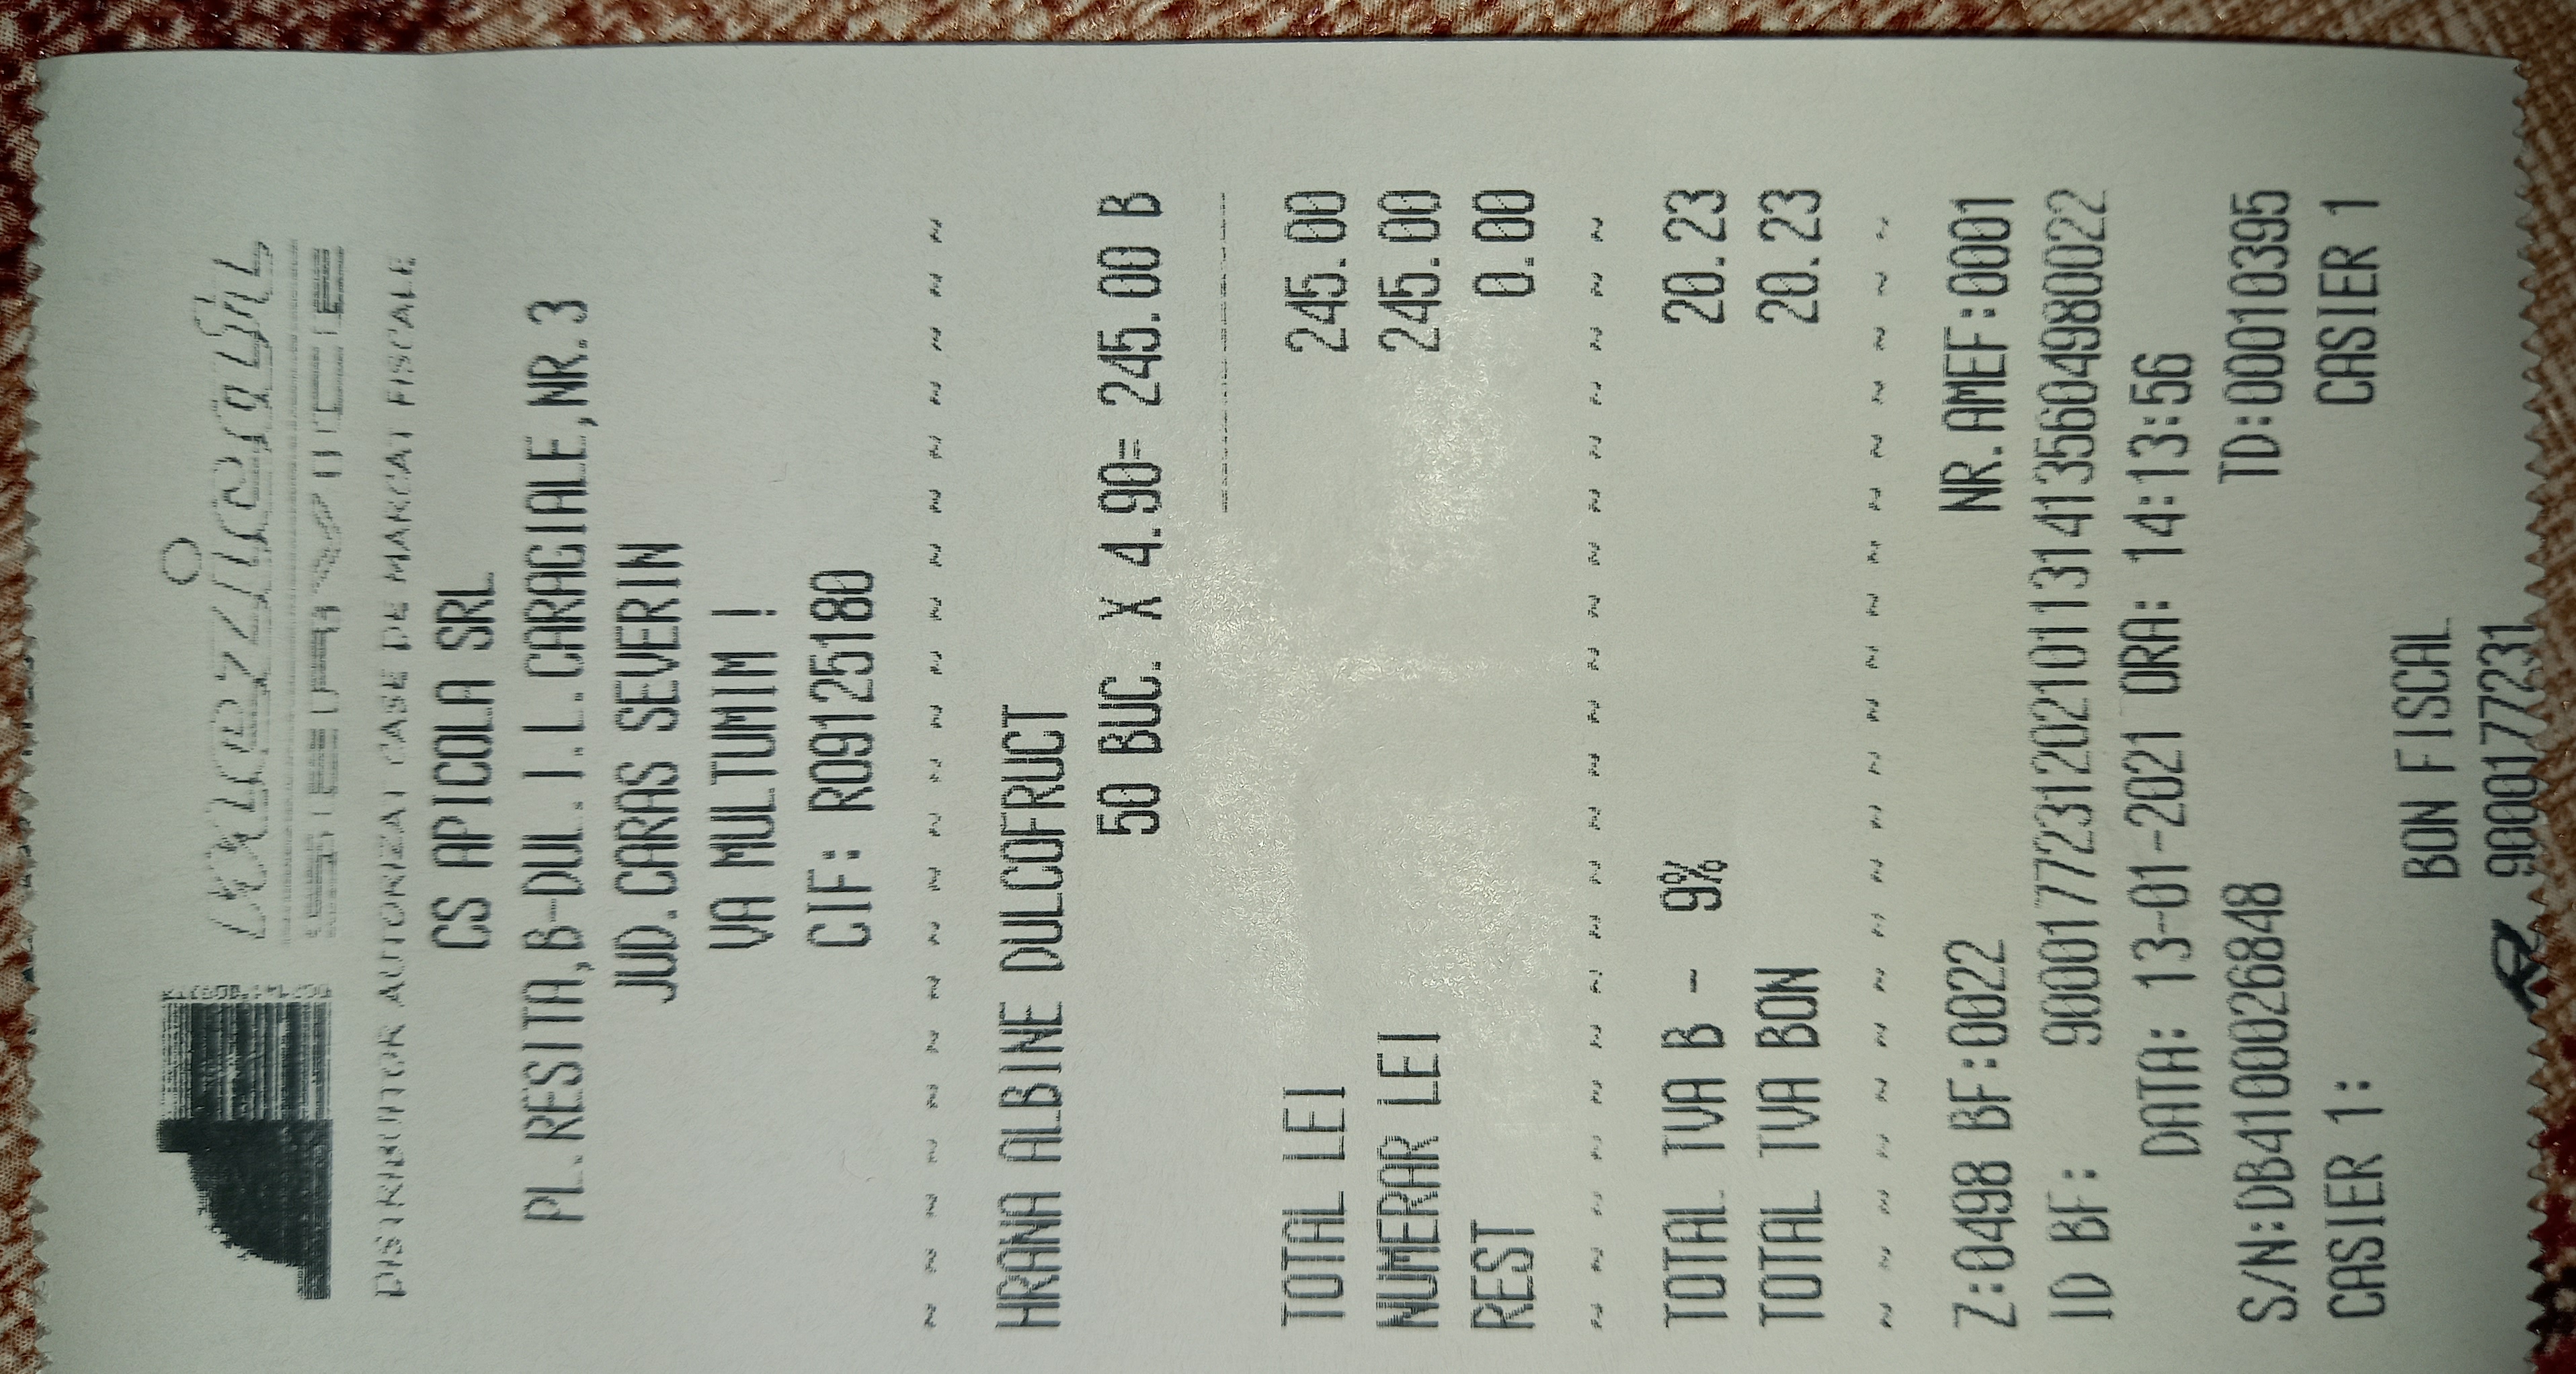 DISTRIBUITOR AUTORIZAT CASE DE MARCAT FISCALE
CS APICOLA SRL
PL.RESITA,B-DUL.I.L.CARAGIALE,NR.3
JUD.CARAS SEVERIN
VA MULTUMIM !
CIF: RO9125180
HRANA ALBINE DULCOFRUCT
50 BUC. X 4.90= 245.00 B
TOTAL LEI 245.00
NUMERAR LEI 245.00
REST 0.00
TOTAL TVA B - 9% 20.23
TOTAL TVA BON 20.23
Z:0498 BF:0022 NR.AMEF:0001
ID BF: 90001772312021011314135604980022
DATA: 13-01-2021 ORA: 14:13:56
S/N:DB4100026848 TD:00010395
CASIER 1: CASIER 1
BON FISCAL
9000177231